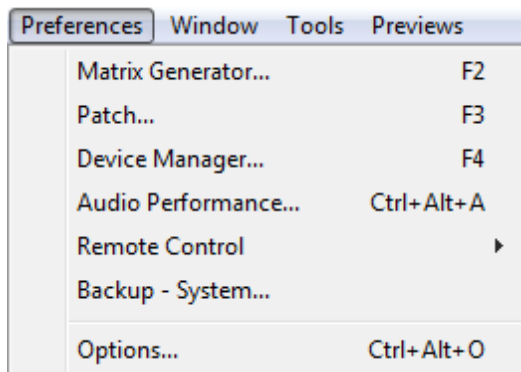 Preferences Window Tools Previews
Matrix Generator... F2
Patch... F3
Device Manager... F4
Audio Performance... Ctrl+Alt+A
Remote Control
Backup - System...
Options... Ctrl+Alt+O